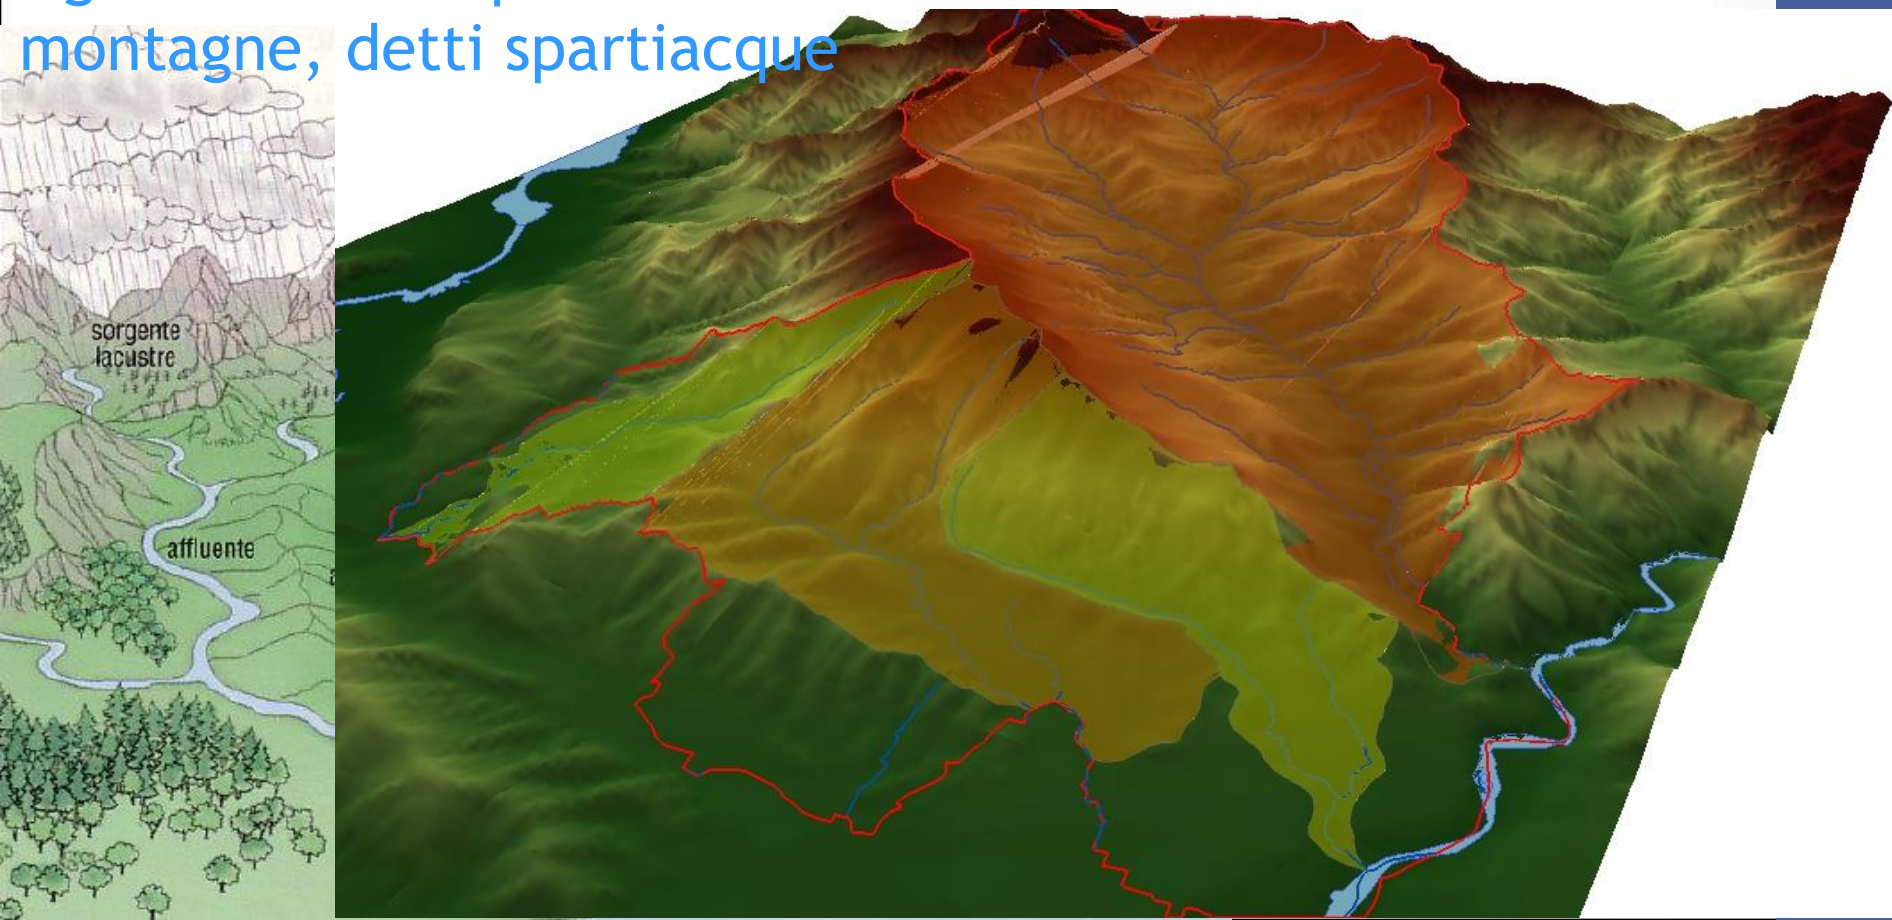 montagne, detti spartiacque
sorgente
lacustre
affluente